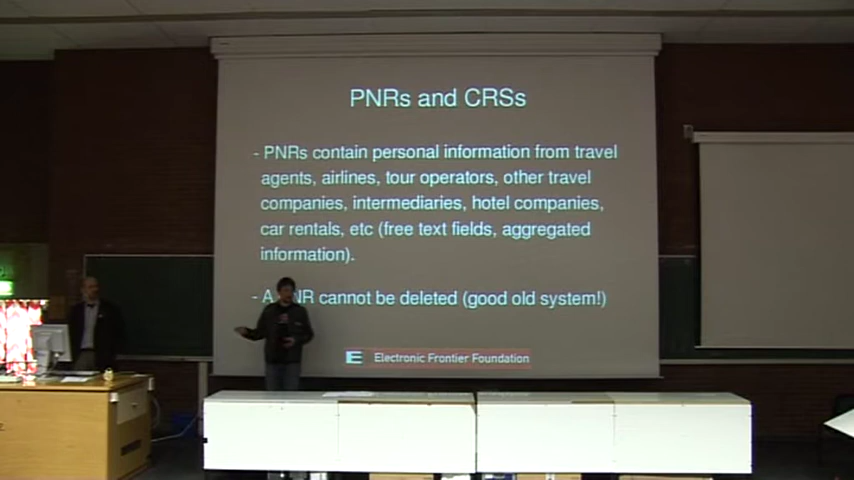 PNRs and CRSs
- PNRs contain personal information from travel
agents, airlines, tour operators, other travel
companies, intermediaries, hotel companies,
car rentals, etc (free text fields, aggregated
information).
- A PNR cannot be deleted (good old system!)
Electronic Frontier Foundation